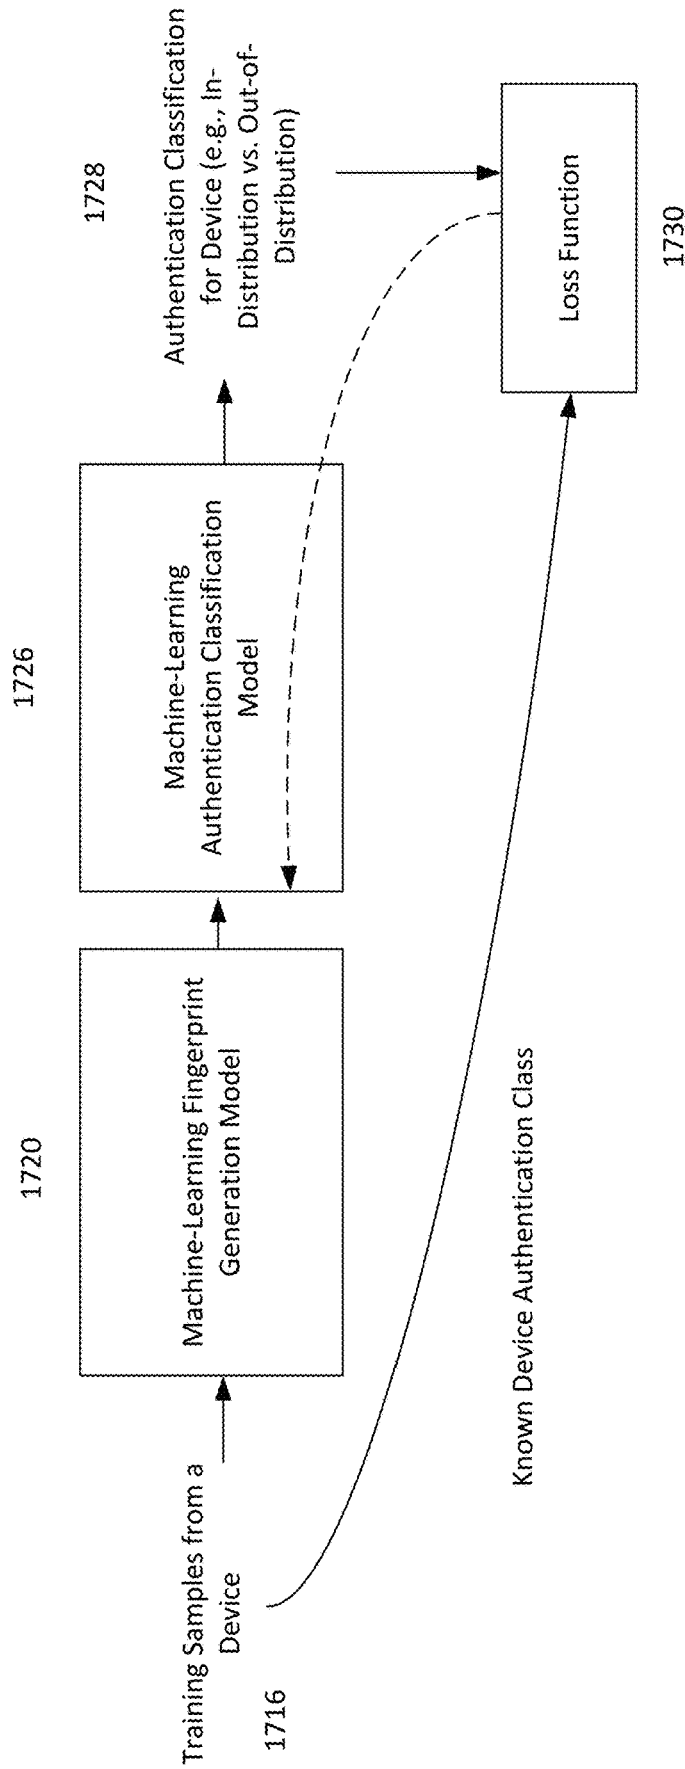 Training Samples from a
Device
1716
1720
Machine-Learning Fingerprint
Generation Model
1726
Machine-Learning
Authentication Classification
Model
1728
Authentication Classification
for Device (e.g., In-
Distribution vs. Out-of-
Distribution)
Known Device Authentication Class
Loss Function
1730